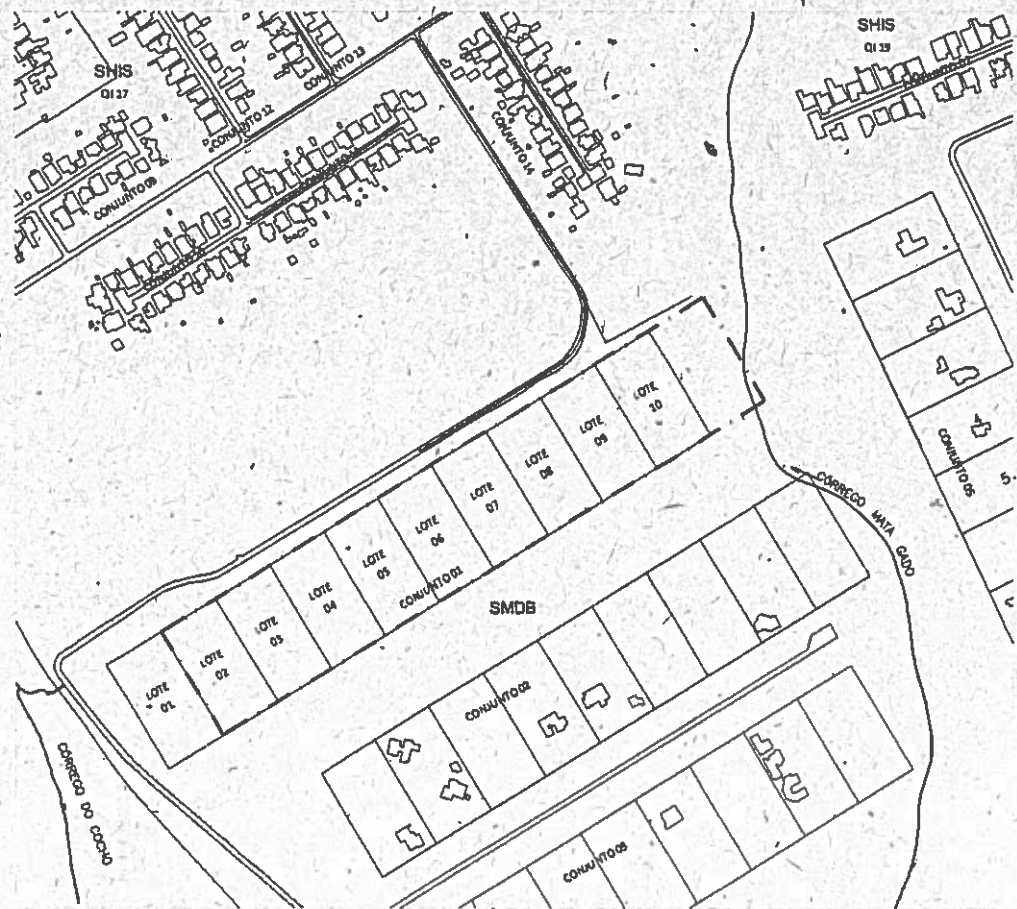 SHIS
QI 17
CONJUNTO 12
CONJUNTO 13
CONJUNTO 14
SHIS
QI 19
CONJUNTO 09
LOTE
10
LOTE
09
LOTE
08
LOTE
07
LOTE
06
LOTE
05
LOTE
04
LOTE
03
LOTE
02
LOTE
01
CONJUNTO 01
SMDB
CONJUNTO 02
CONJUNTO 03
CONJUNTO 05
5.
CÓRREGO MATA GADO
CÓRREGO DO COCHO